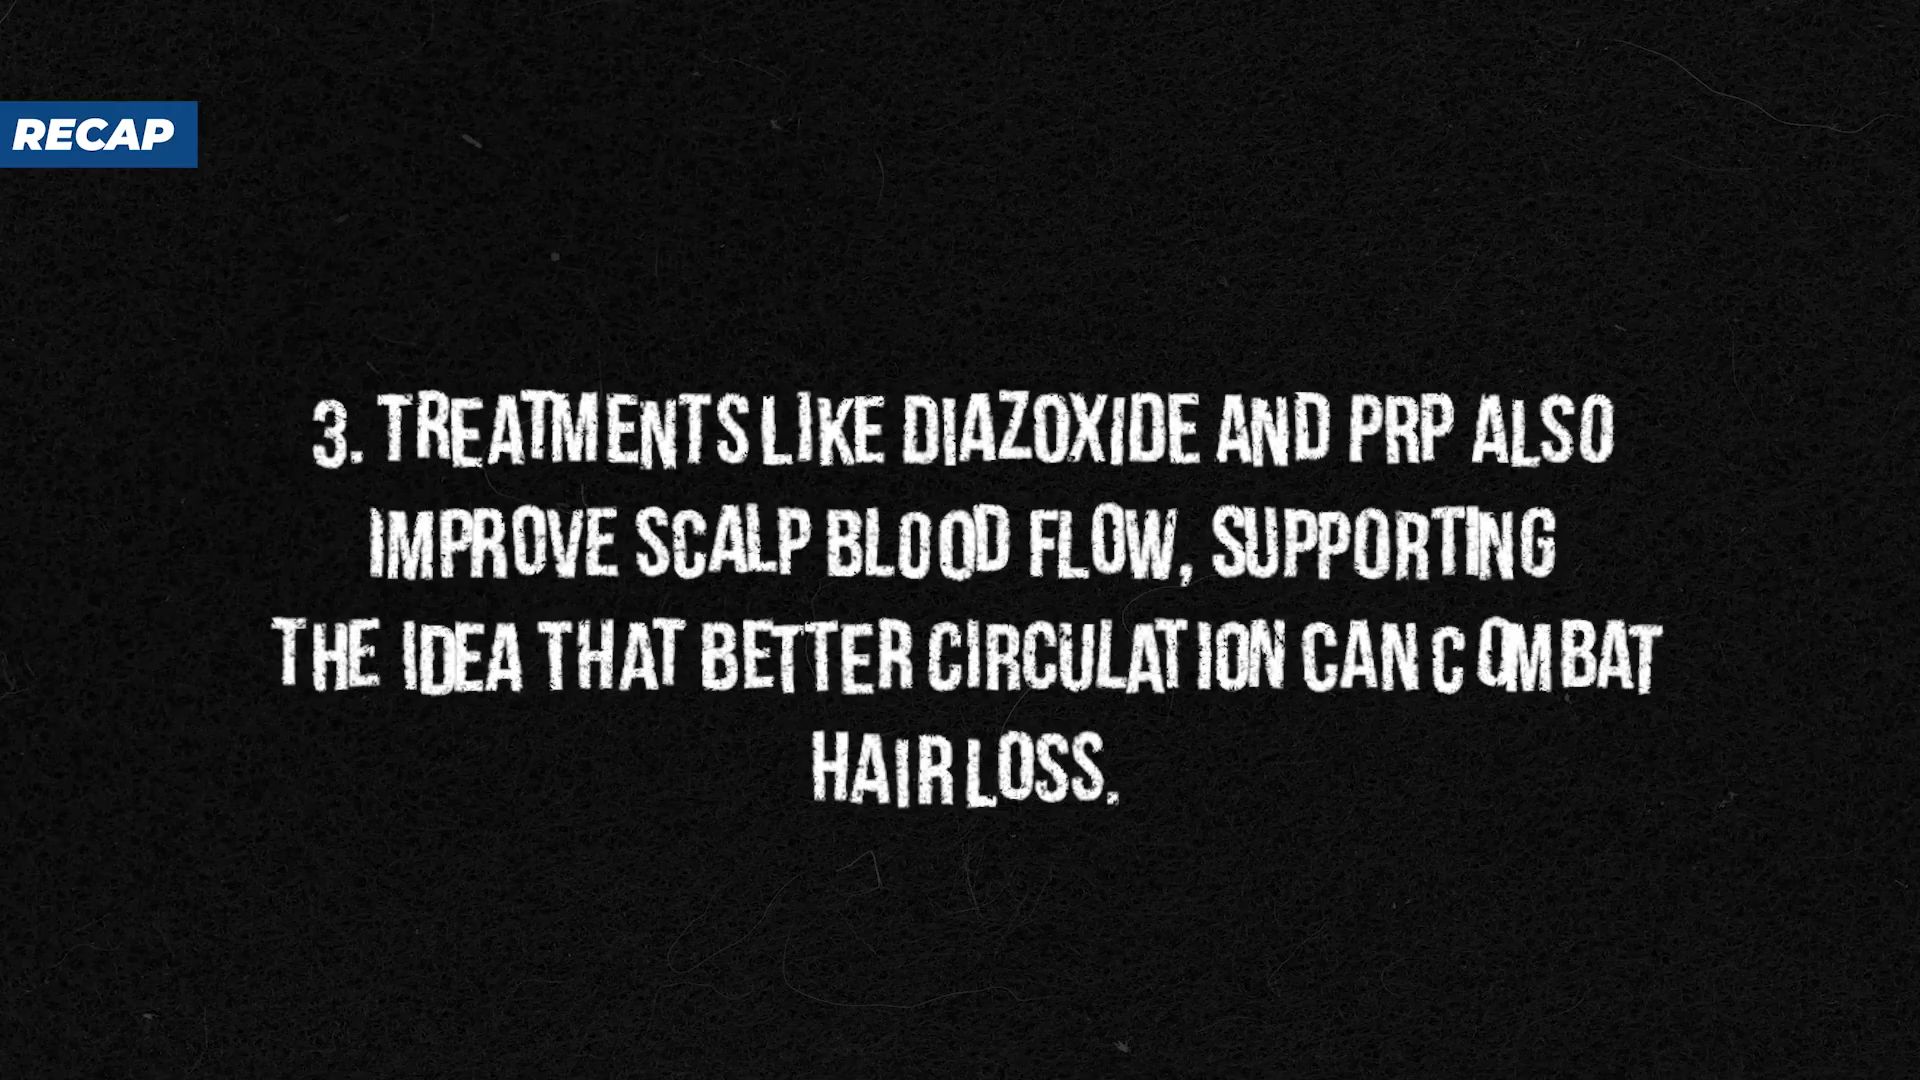 RECAP
3. TREATMENTS LIKE DIAZOXIDE AND PRP ALSO
IMPROVE SCALP BLOOD FLOW, SUPPORTING
THE IDEA THAT BETTER CIRCULATION CAN COMBAT
HAIR LOSS.